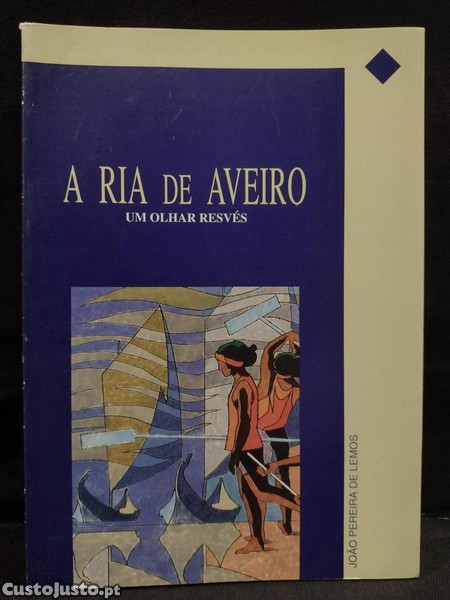 A RIA DE AVEIRO
UM OLHAR RESVÉS
JOÃO PEREIRA DE LEMOS
CustoJusto.pt